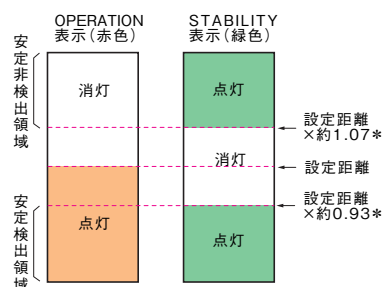 OPERATION
表示（赤色）
STABILITY
表示（緑色）
安定非検出領域
消灯
点灯
設定距離
×約1.07*
消灯
設定距離
設定距離
×約0.93*
安定検出領域
点灯
点灯